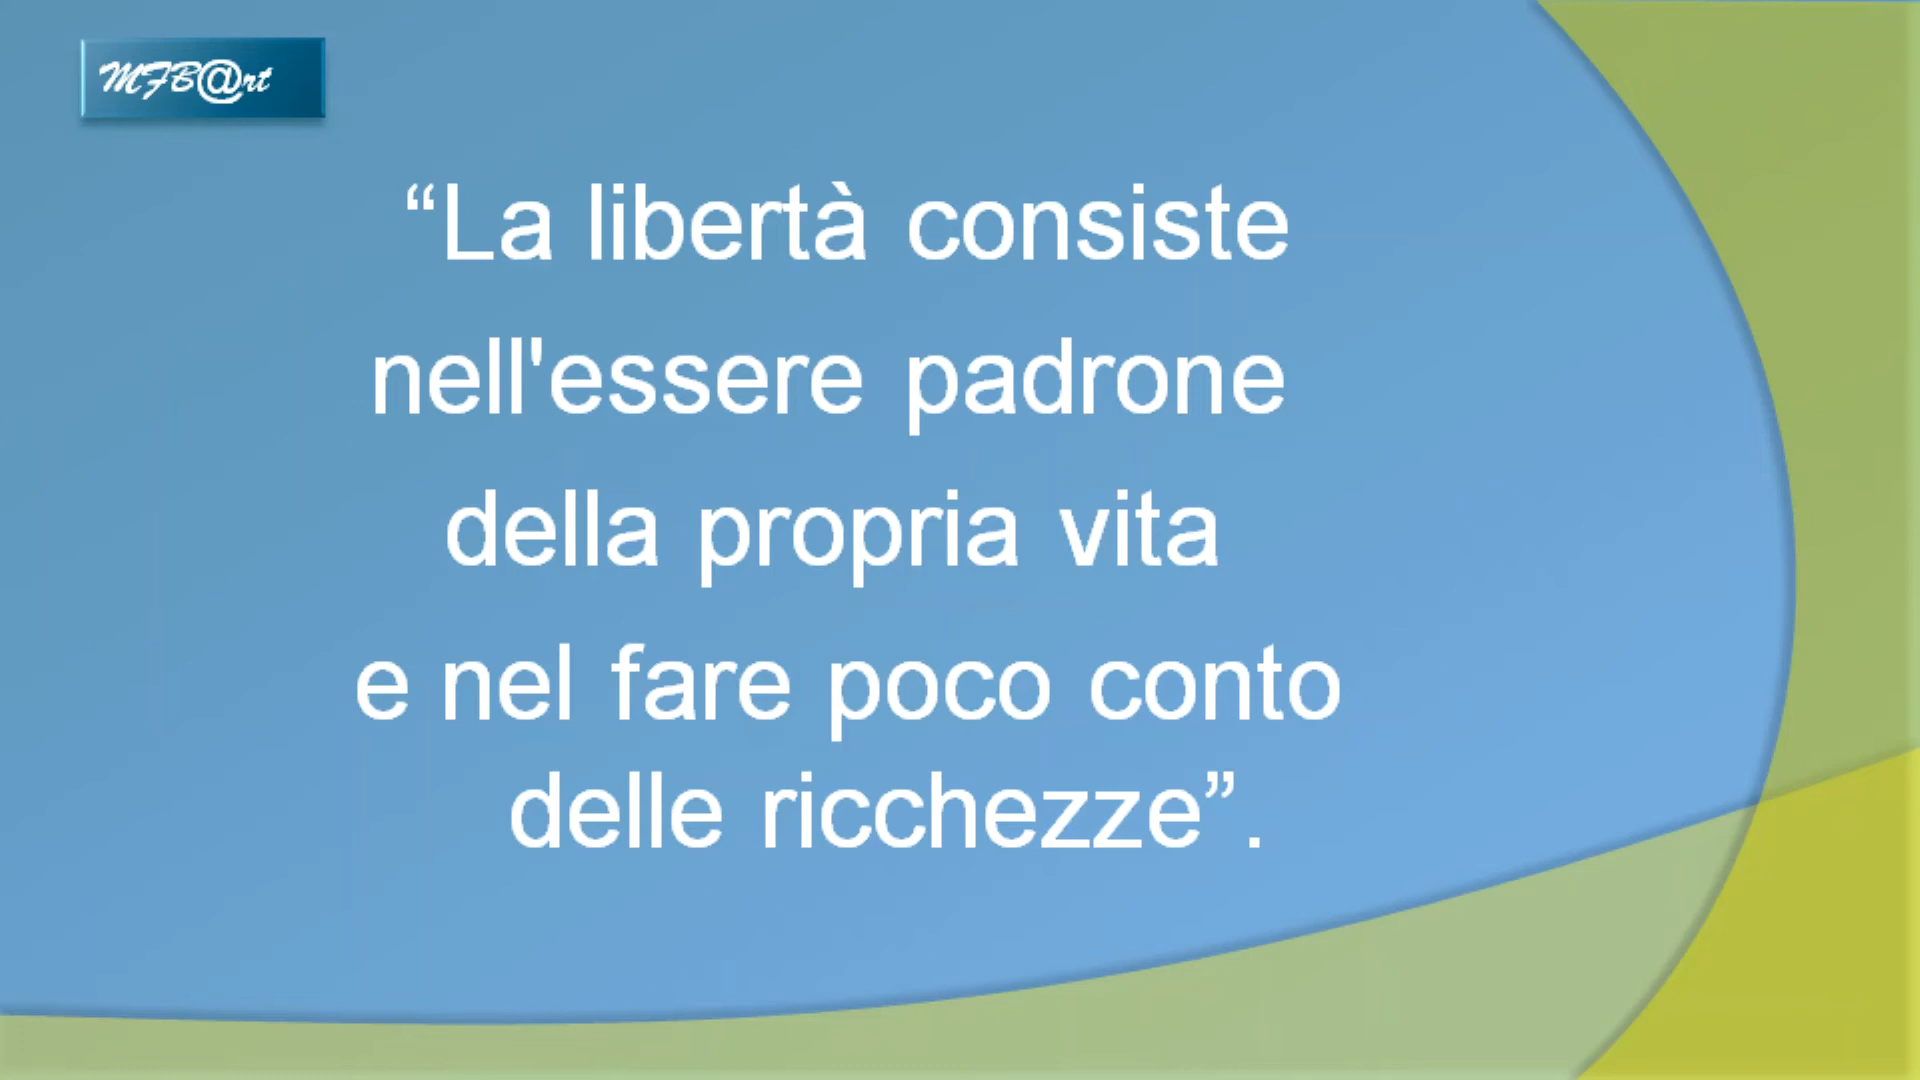 MFB@rt
“La libertà consiste
nell'essere padrone
della propria vita
e nel fare poco conto
delle ricchezze”.